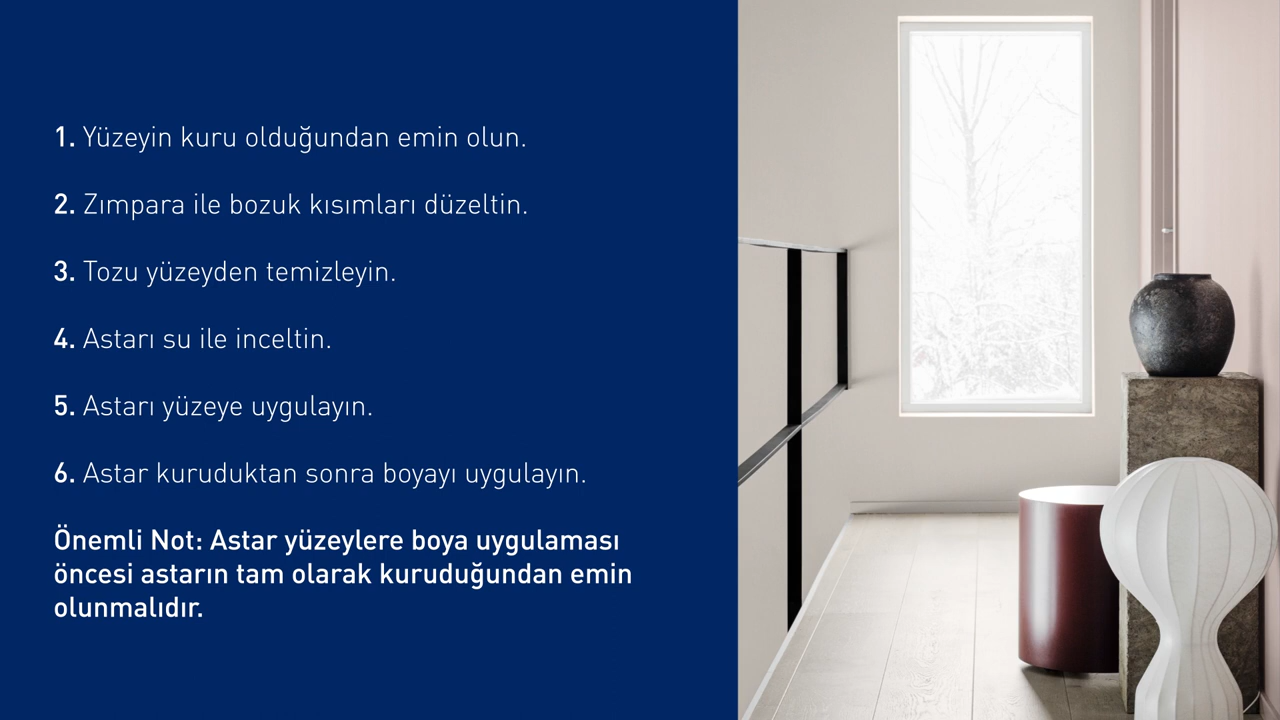 1. Yüzeyin kuru olduğundan emin olun.
2. Zımpara ile bozuk kısımları düzeltin.
3. Tozu yüzeyden temizleyin.
4. Astarı su ile inceltin.
5. Astarı yüzeye uygulayın.
6. Astar kuruduktan sonra boyayı uygulayın.
Önemli Not: Astar yüzeylere boya uygulaması
öncesi astarın tam olarak kuruduğundan emin
olunmalıdır.